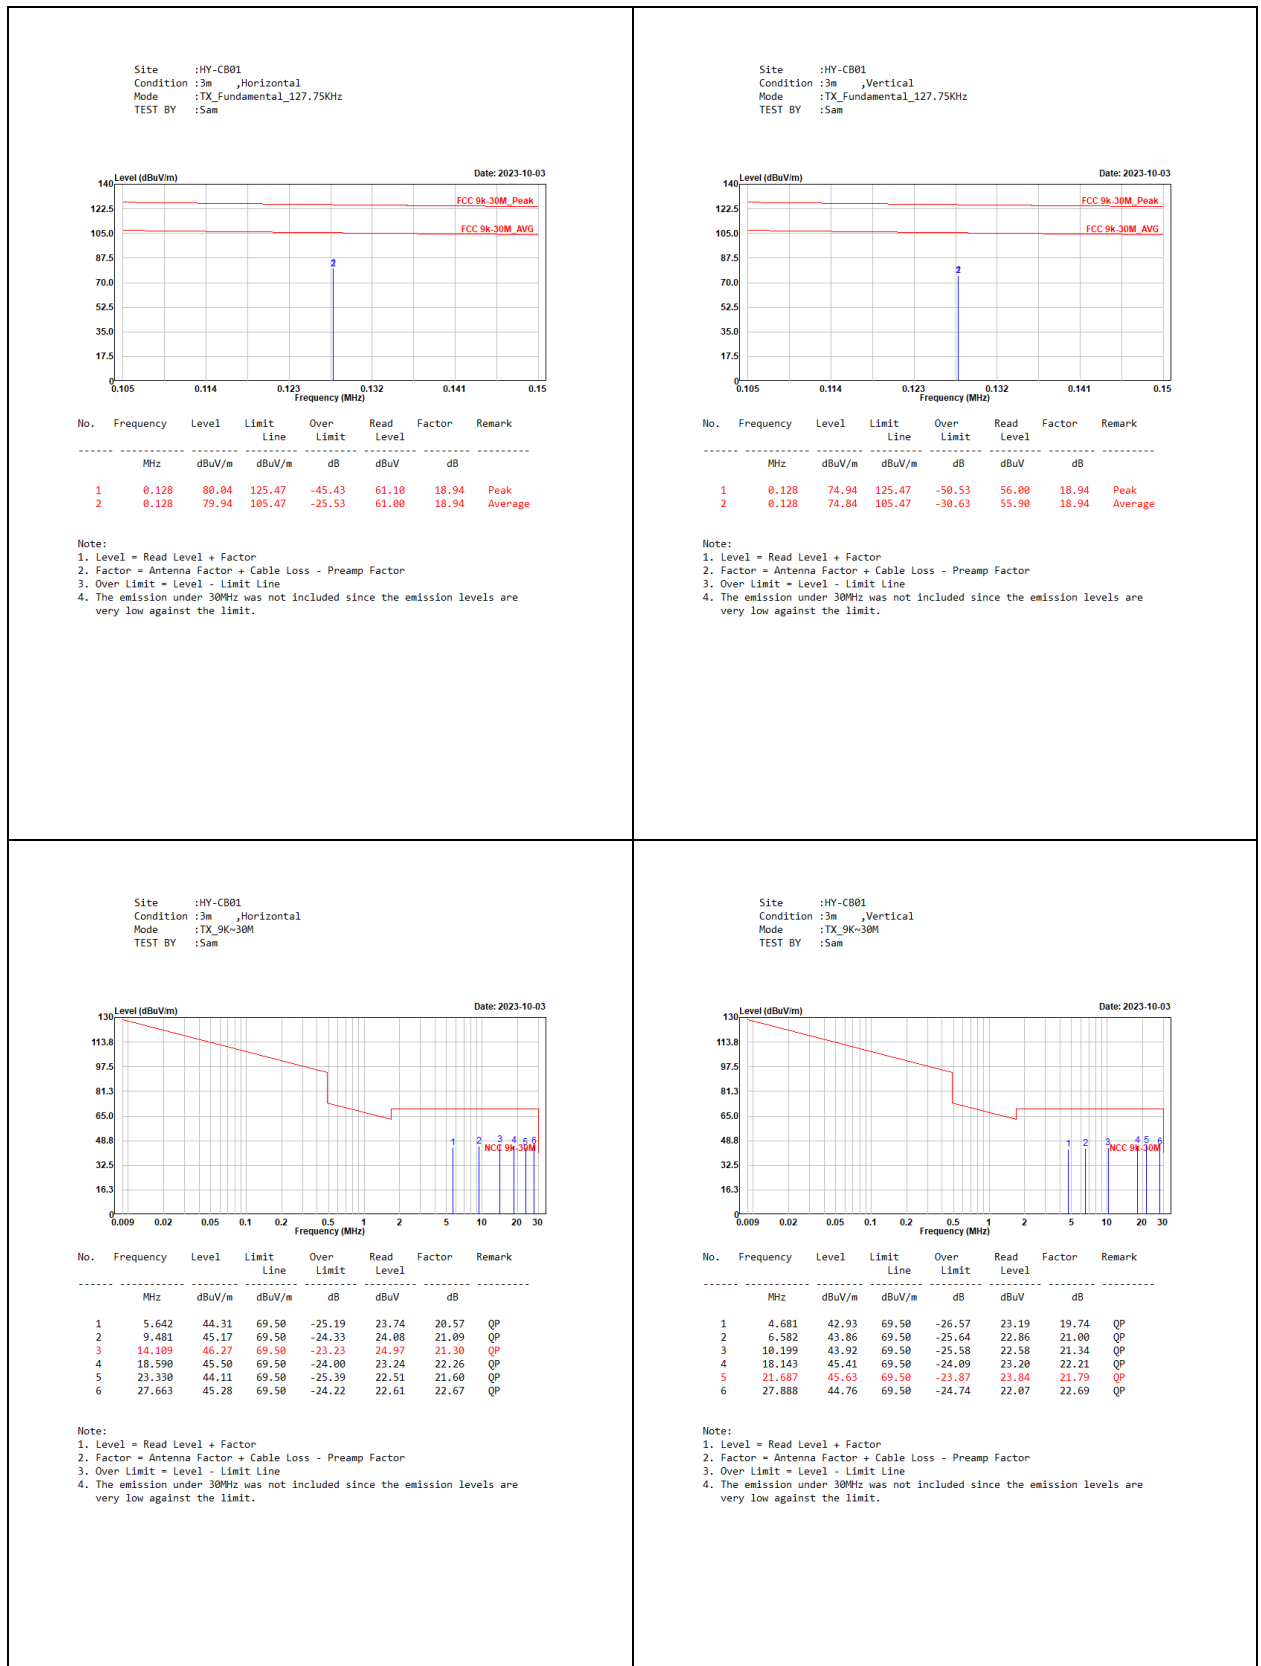 Site :HY-CB01
Condition :3m ,Horizontal
Mode :TX_Fundamental_127.75KHz
TEST BY :Sam
Level (dBuV/m) Date: 2023-10-03
140
FCC 9k-30M_Peak
122.5
FCC 9k-30M_AVG
105.0
87.5
2
70.0
52.5
35.0
17.5
0
0.105 0.114 0.123 0.132 0.141 0.15
Frequency (MHz)
No. Frequency Level Limit Over Read Factor Remark
Line Limit Level
MHz dBuV/m dBuV/m dB dBuV dB
1 0.128 80.04 125.47 -45.43 61.10 18.94 Peak
2 0.128 79.94 105.47 -25.53 61.00 18.94 Average
Note:
1. Level = Read Level + Factor
2. Factor = Antenna Factor + Cable Loss - Preamp Factor
3. Over Limit = Level - Limit Line
4. The emission under 30MHz was not included since the emission levels are
very low against the limit.
Site :HY-CB01
Condition :3m ,Vertical
Mode :TX_Fundamental_127.75KHz
TEST BY :Sam
Level (dBuV/m) Date: 2023-10-03
140
FCC 9k-30M_Peak
122.5
FCC 9k-30M_AVG
105.0
87.5
2
70.0
52.5
35.0
17.5
0
0.105 0.114 0.123 0.132 0.141 0.15
Frequency (MHz)
No. Frequency Level Limit Over Read Factor Remark
Line Limit Level
MHz dBuV/m dBuV/m dB dBuV dB
1 0.128 74.94 125.47 -50.53 56.00 18.94 Peak
2 0.128 74.84 105.47 -30.63 55.90 18.94 Average
Note:
1. Level = Read Level + Factor
2. Factor = Antenna Factor + Cable Loss - Preamp Factor
3. Over Limit = Level - Limit Line
4. The emission under 30MHz was not included since the emission levels are
very low against the limit.
Site :HY-CB01
Condition :3m ,Horizontal
Mode :TX_9K~30M
TEST BY :Sam
Level (dBuV/m) Date: 2023-10-03
130
113.8
97.5
81.3
65.0
48.8
1 2 3 4 5 6
NCC 9k-30M
32.5
16.3
0
0.009 0.02 0.05 0.1 0.2 0.5 1 2 5 10 20 30
Frequency (MHz)
No. Frequency Level Limit Over Read Factor Remark
Line Limit Level
MHz dBuV/m dBuV/m dB dBuV dB
1 5.642 44.31 69.50 -25.19 23.74 20.57 QP
2 9.481 45.17 69.50 -24.33 24.08 21.09 QP
3 14.109 46.27 69.50 -23.23 24.97 21.30 QP
4 18.590 45.50 69.50 -24.00 23.24 22.26 QP
5 23.330 44.11 69.50 -25.39 22.51 21.60 QP
6 27.663 45.28 69.50 -24.22 22.61 22.67 QP
Note:
1. Level = Read Level + Factor
2. Factor = Antenna Factor + Cable Loss - Preamp Factor
3. Over Limit = Level - Limit Line
4. The emission under 30MHz was not included since the emission levels are
very low against the limit.
Site :HY-CB01
Condition :3m ,Vertical
Mode :TX_9K~30M
TEST BY :Sam
Level (dBuV/m) Date: 2023-10-03
130
113.8
97.5
81.3
65.0
48.8
1 2 3 4 5 6
NCC 9k-30M
32.5
16.3
0
0.009 0.02 0.05 0.1 0.2 0.5 1 2 5 10 20 30
Frequency (MHz)
No. Frequency Level Limit Over Read Factor Remark
Line Limit Level
MHz dBuV/m dBuV/m dB dBuV dB
1 4.681 42.93 69.50 -26.57 23.19 19.74 QP
2 6.582 43.86 69.50 -25.64 22.86 21.00 QP
3 10.199 43.92 69.50 -25.58 22.58 21.34 QP
4 18.143 45.41 69.50 -24.09 23.20 22.21 QP
5 21.687 45.63 69.50 -23.87 23.84 21.79 QP
6 27.888 44.76 69.50 -24.74 22.07 22.69 QP
Note:
1. Level = Read Level + Factor
2. Factor = Antenna Factor + Cable Loss - Preamp Factor
3. Over Limit = Level - Limit Line
4. The emission under 30MHz was not included since the emission levels are
very low against the limit.